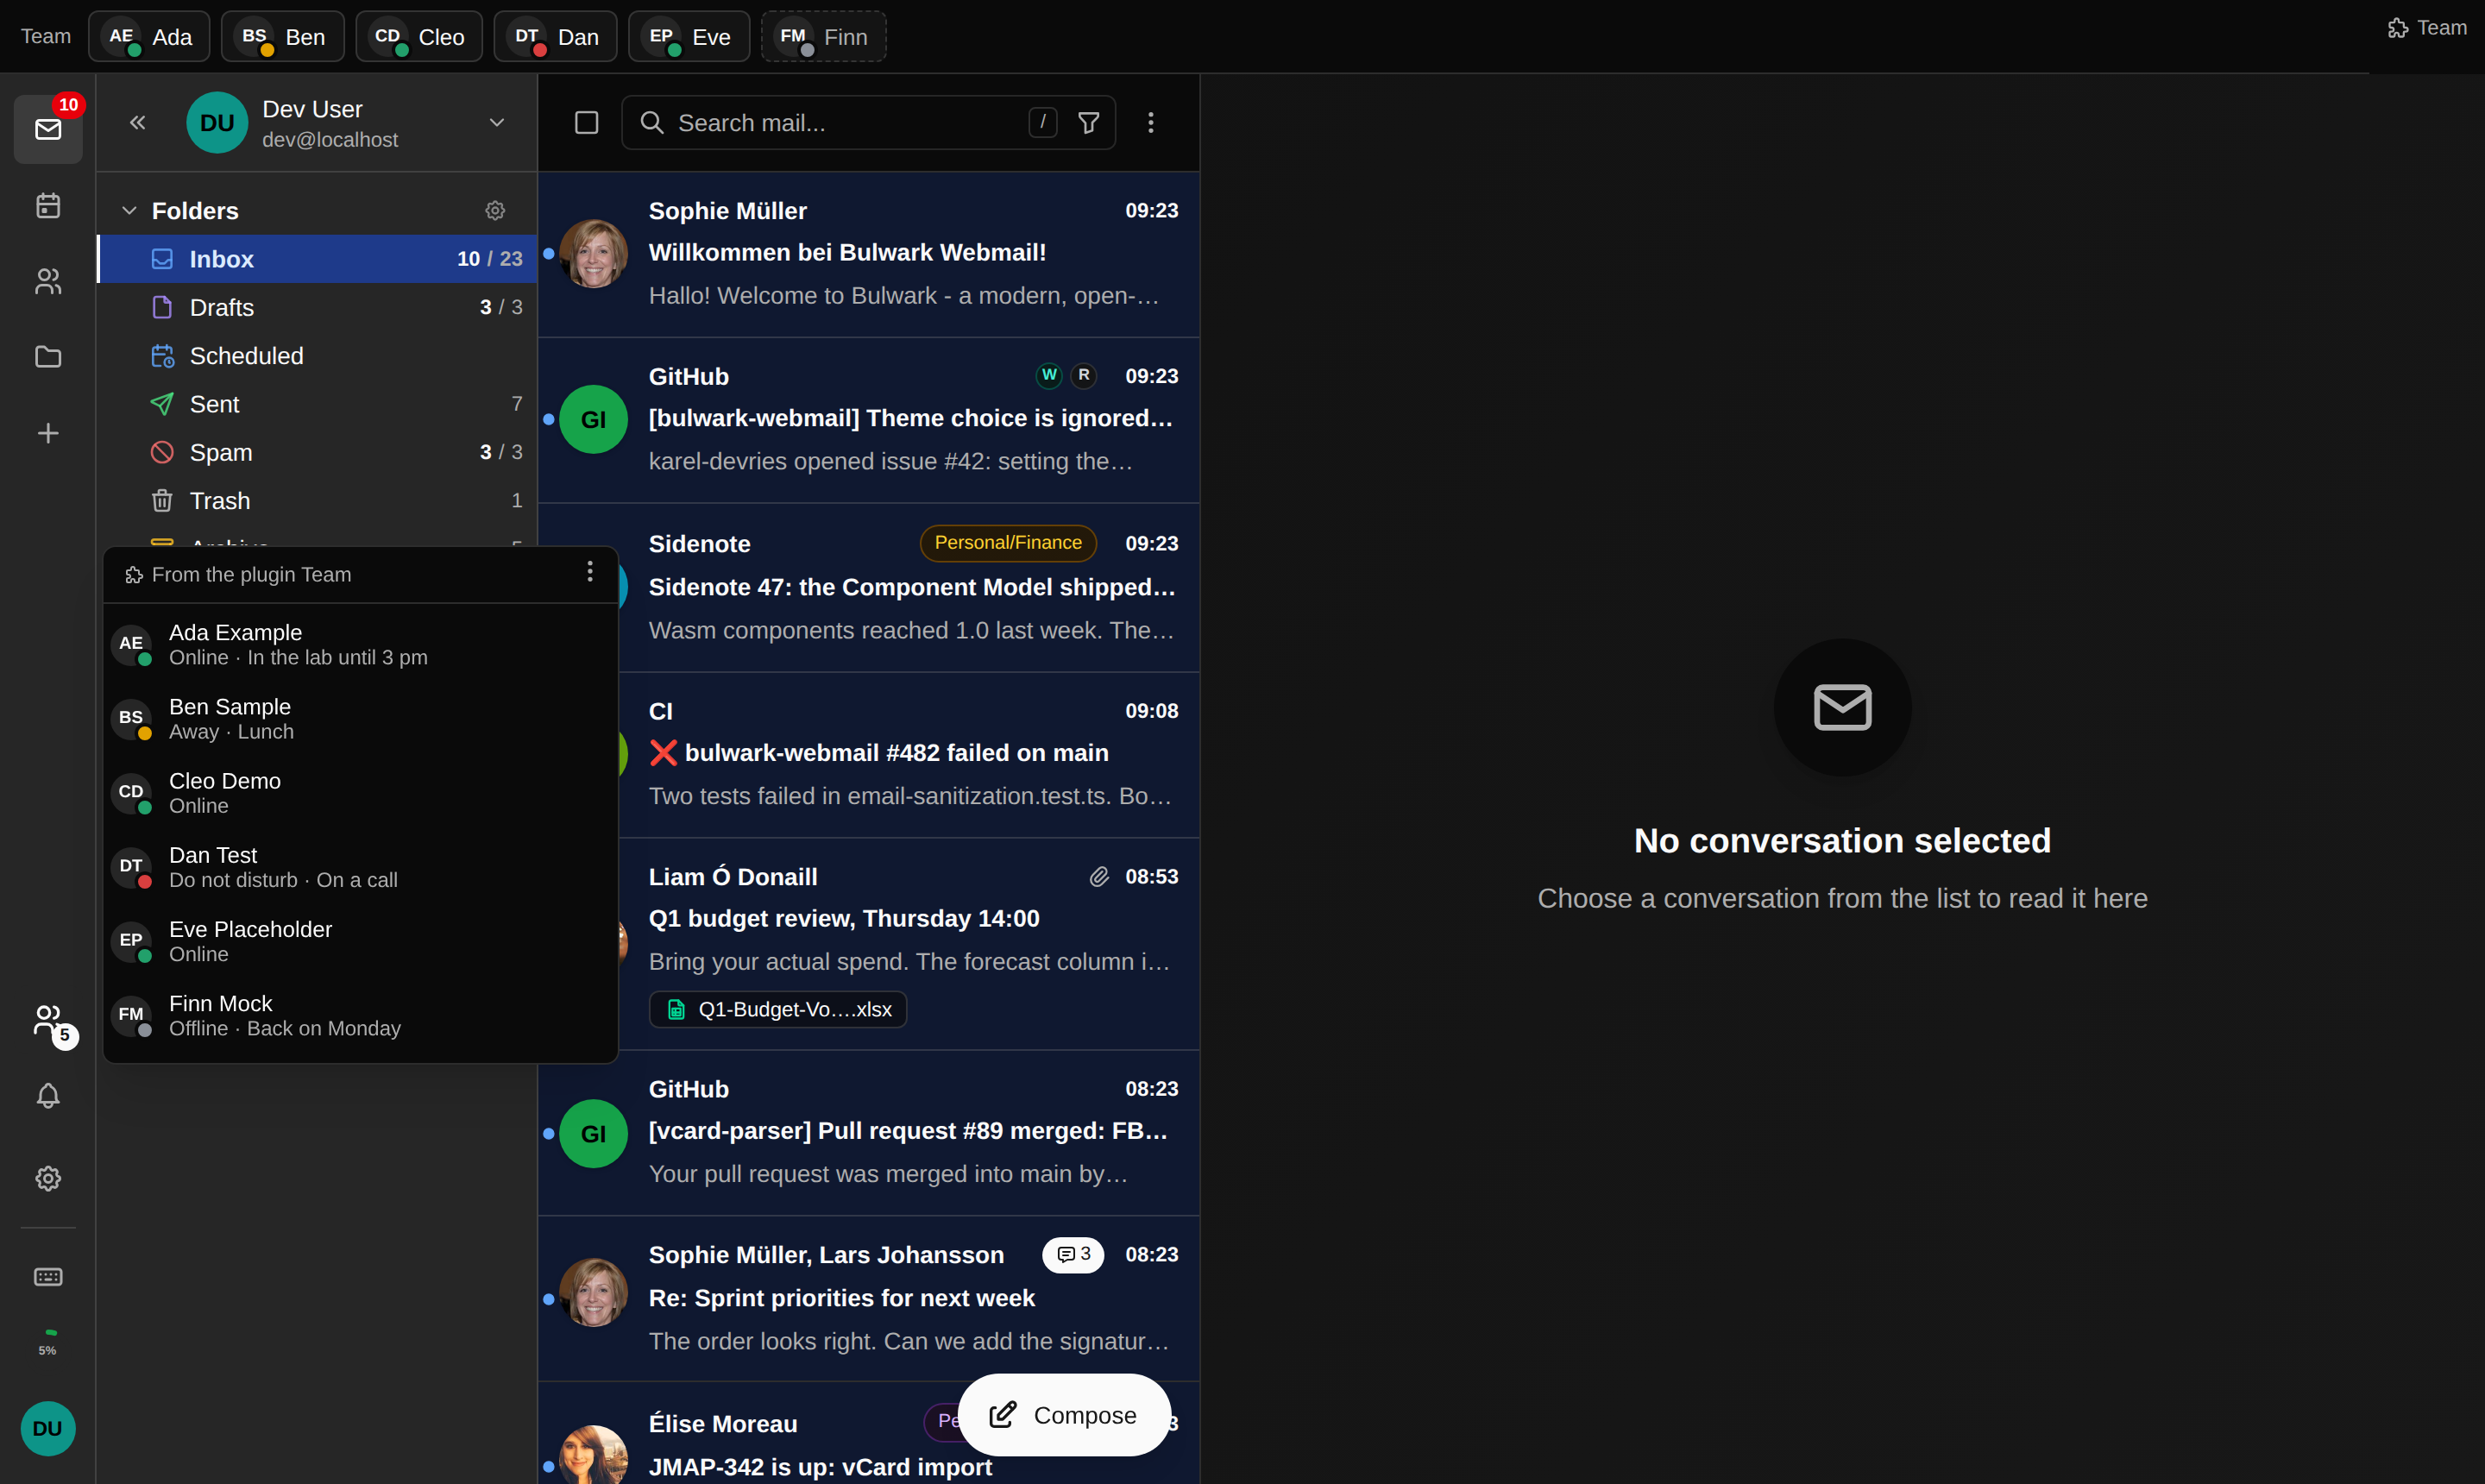 Team
AE Ada
BS Ben
CD Cleo
DT Dan
EP Eve
FM Finn
Team
10
DU
Dev User
dev@localhost
Folders
Inbox 10 / 23
Drafts 3 / 3
Scheduled
Sent 7
Spam 3 / 3
Trash 1
From the plugin Team
AE Ada Example
Online · In the lab until 3 pm
BS Ben Sample
Away · Lunch
CD Cleo Demo
Online
DT Dan Test
Do not disturb · On a call
EP Eve Placeholder
Online
FM Finn Mock
Offline · Back on Monday
5
5%
DU
Search mail... /
Sophie Müller 09:23
Willkommen bei Bulwark Webmail!
Hallo! Welcome to Bulwark - a modern, open-…
GI
GitHub W R 09:23
[bulwark-webmail] Theme choice is ignored…
karel-devries opened issue #42: setting the…
Sidenote Personal/Finance 09:23
Sidenote 47: the Component Model shipped…
Wasm components reached 1.0 last week. The…
CI 09:08
❌ bulwark-webmail #482 failed on main
Two tests failed in email-sanitization.test.ts. Bo…
Liam Ó Donaill 08:53
Q1 budget review, Thursday 14:00
Bring your actual spend. The forecast column i…
Q1-Budget-Vo….xlsx
GI
GitHub 08:23
[vcard-parser] Pull request #89 merged: FB…
Your pull request was merged into main by…
Sophie Müller, Lars Johansson 3 08:23
Re: Sprint priorities for next week
The order looks right. Can we add the signatur…
Élise Moreau
JMAP-342 is up: vCard import
Compose
No conversation selected
Choose a conversation from the list to read it here